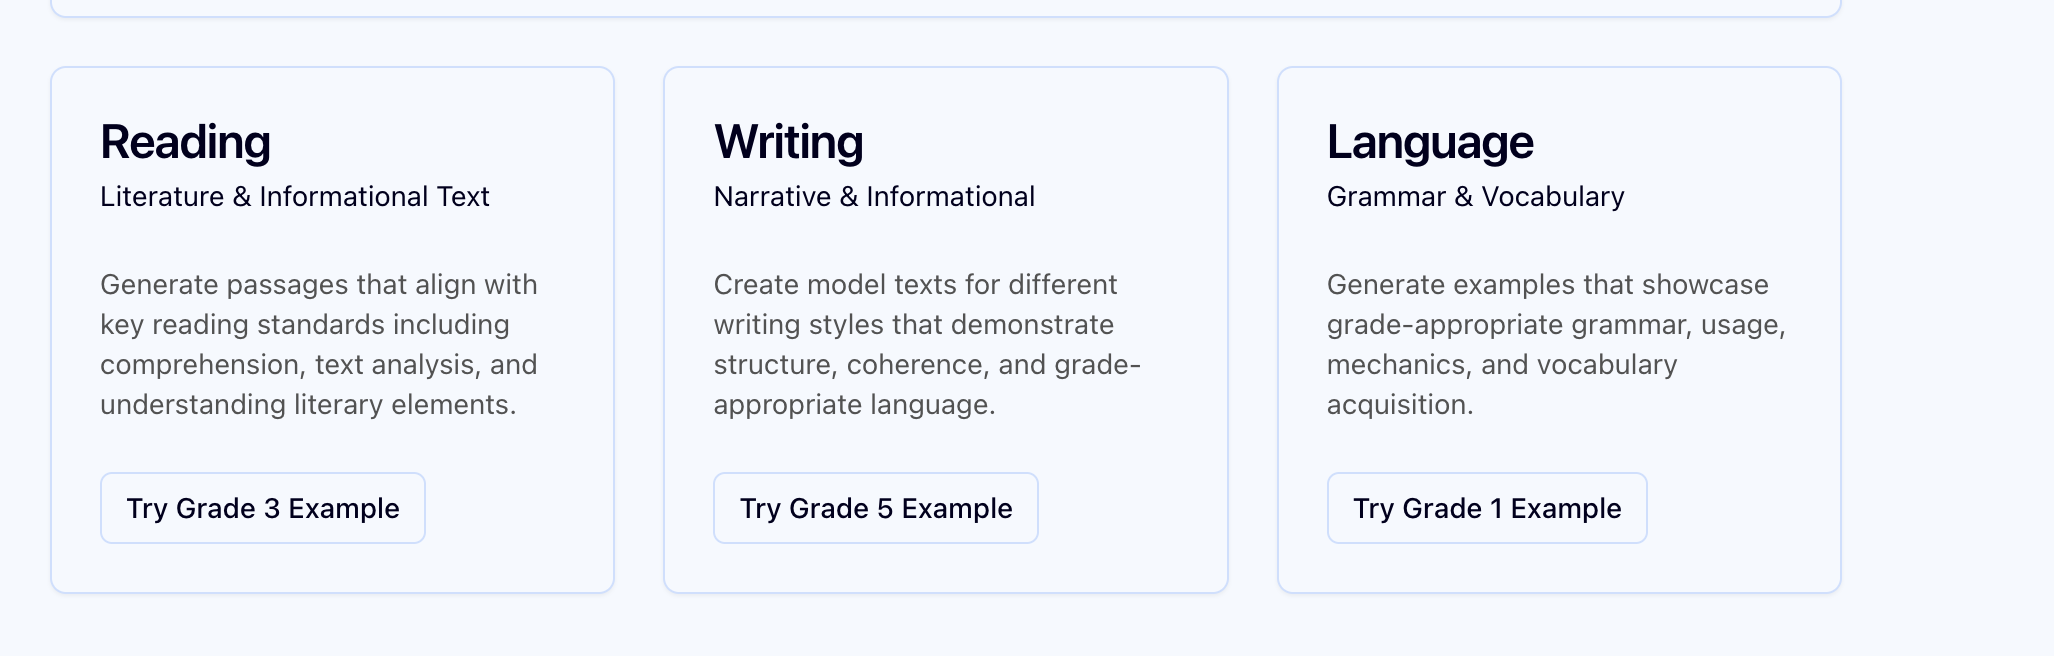 Reading
Literature & Informational Text
Generate passages that align with
key reading standards including
comprehension, text analysis, and
understanding literary elements.
Try Grade 3 Example
Writing
Narrative & Informational
Create model texts for different
writing styles that demonstrate
structure, coherence, and grade-
appropriate language.
Try Grade 5 Example
Language
Grammar & Vocabulary
Generate examples that showcase
grade-appropriate grammar, usage,
mechanics, and vocabulary
acquisition.
Try Grade 1 Example